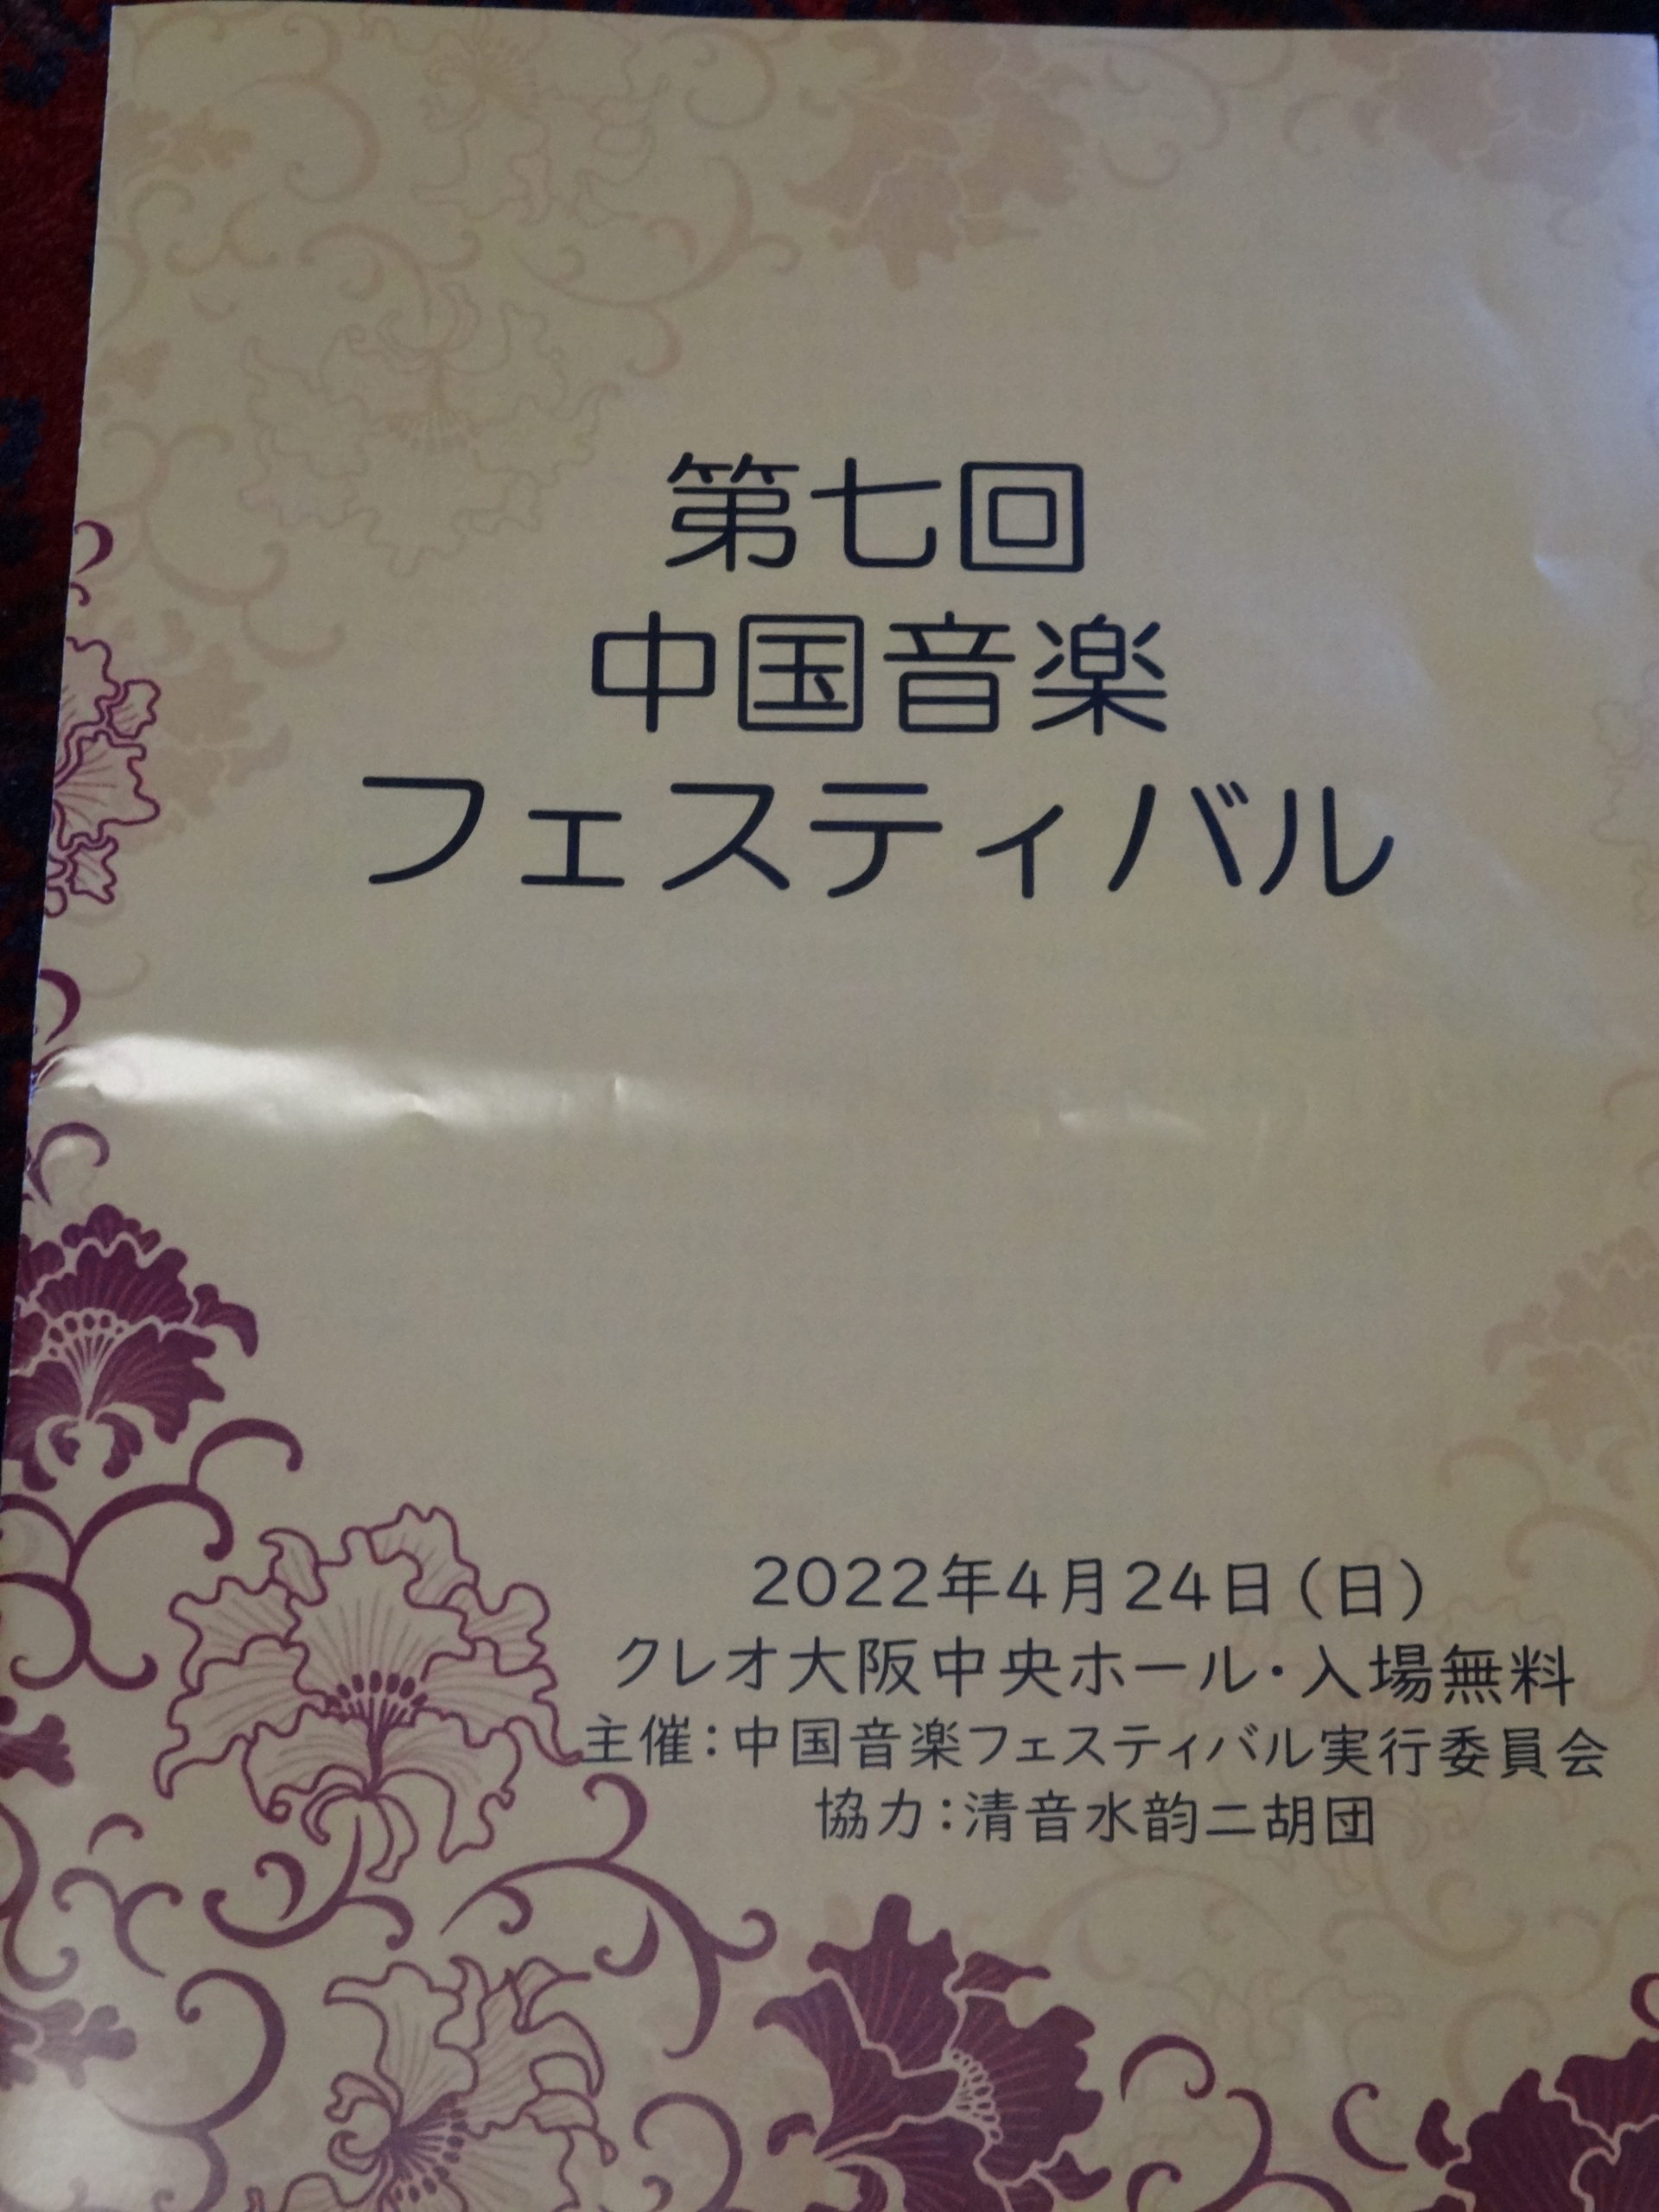 第七回
中国音楽
フェスティバル
2022年4月24日(日)
クレオ大阪中央ホール・入場無料
主催:中国音楽フェスティバル実行委員会
協力:清音水韵二胡団